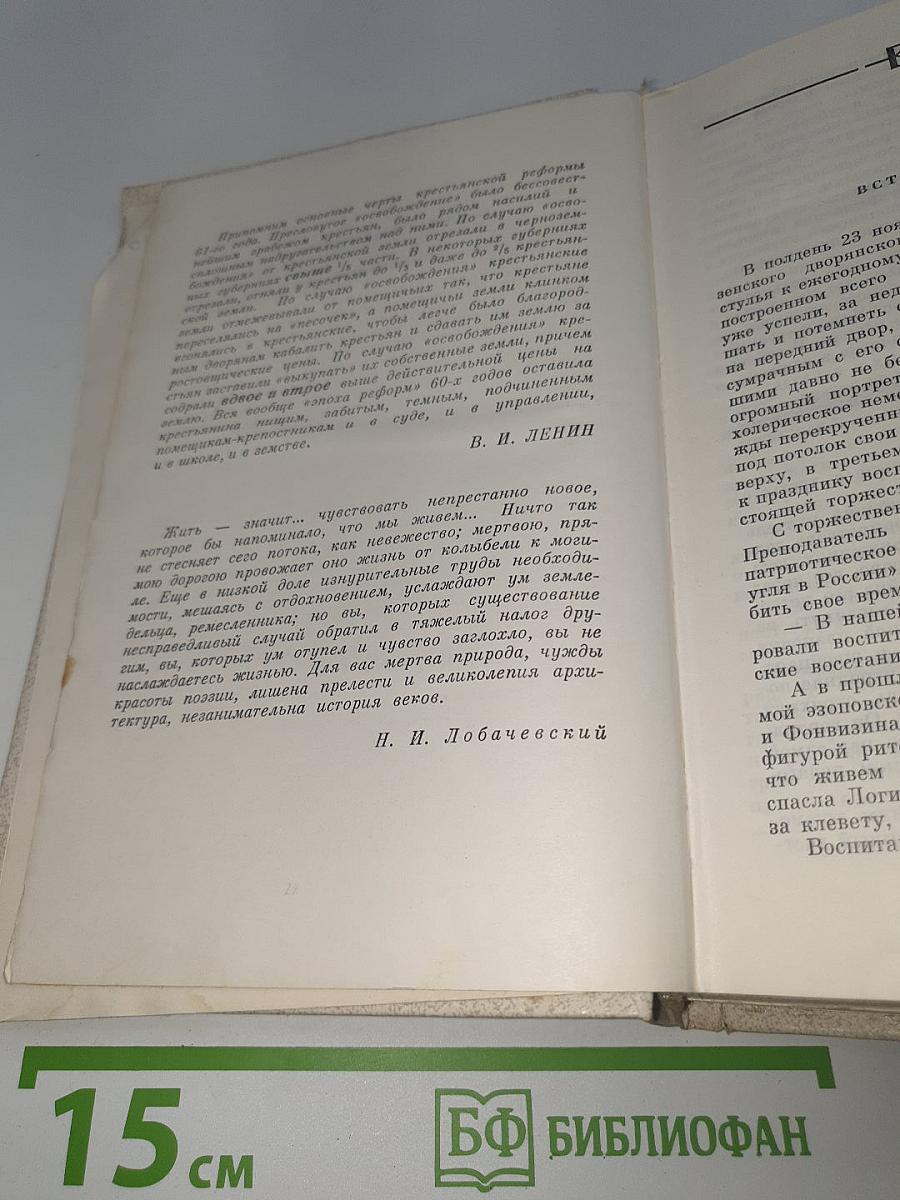 Припомним основные черты крестьянской реформы
61-го года. Пресловутое «освобождение» было бессовест-
нейшим грабежом крестьян, было рядом насилий и
сплошным надругательством над ними. По случаю «осво-
бождения» от крестьянской земли отрезали в чернозем-
ных губерниях свыше 1/5 части. В некоторых губерниях
отрезали, отняли у крестьян до 1/3 и даже до 2/5 крестьян-
ской земли. По случаю «освобождения» крестьянские
земли отмежевывали от помещичьих так, что крестьяне
переселялись на «песочек», а помещичьи земли клинком
вгонялись в крестьянские, чтобы легче было благород-
ным дворянам кабалить крестьян и сдавать им землю за
ростовщические цены. По случаю «освобождения» кре-
стьян заставили «выкупать» их собственные земли, причем
содрали вдвое и втрое выше действительной цены на
землю. Вся вообще «эпоха реформ» 60-х годов оставила
крестьянина нищим, забитым, темным, подчиненным
помещикам-крепостникам и в суде, и в управлении,
и в школе, и в земстве.
В. И. ЛЕНИН
Жить — значит... чувствовать непрестанно новое,
которое бы напоминало, что мы живем... Ничто так
не стесняет сего потока, как невежество; мертвою, пря-
мою дорогою провожает оно жизнь от колыбели к моги-
ле. Еще в низкой доле изнурительные труды необходи-
мости, мешаясь с отдохновением, услаждают ум земле-
дельца, ремесленника; но вы, которых существование
несправедливый случай обратил в тяжелый налог дру-
гим, вы, которых ум отупел и чувство заглохло, вы не
наслаждаетесь жизнью. Для вас мертва природа, чужды
красоты поэзии, лишена прелести и великолепия архи-
тектура, незанимательна история веков.
Н. И. Лобачевский
ВСТ
В полдень 23 ноя
зенского дворянског
стулья к ежегодному
построенном всего
уже успели, за нед
шать и потемнеть
на передний двор,
сумрачным с его
шими давно не бе
огромный портрет
холерическое нем
жды перекрученны
под потолок свои
верху, в третьем
к празднику восп
стоящей торжест
С торжествен
Преподаватель
патриотическое
угля в России»
бить свое врем
— В нашей
ровали воспит
ские восстани
А в прошл
мой эзоповско
и Фонвизина
фигурой рито
что живем
спасла Логи
за клевету,
Воспита
15 см
БФ БИБЛИОФАН